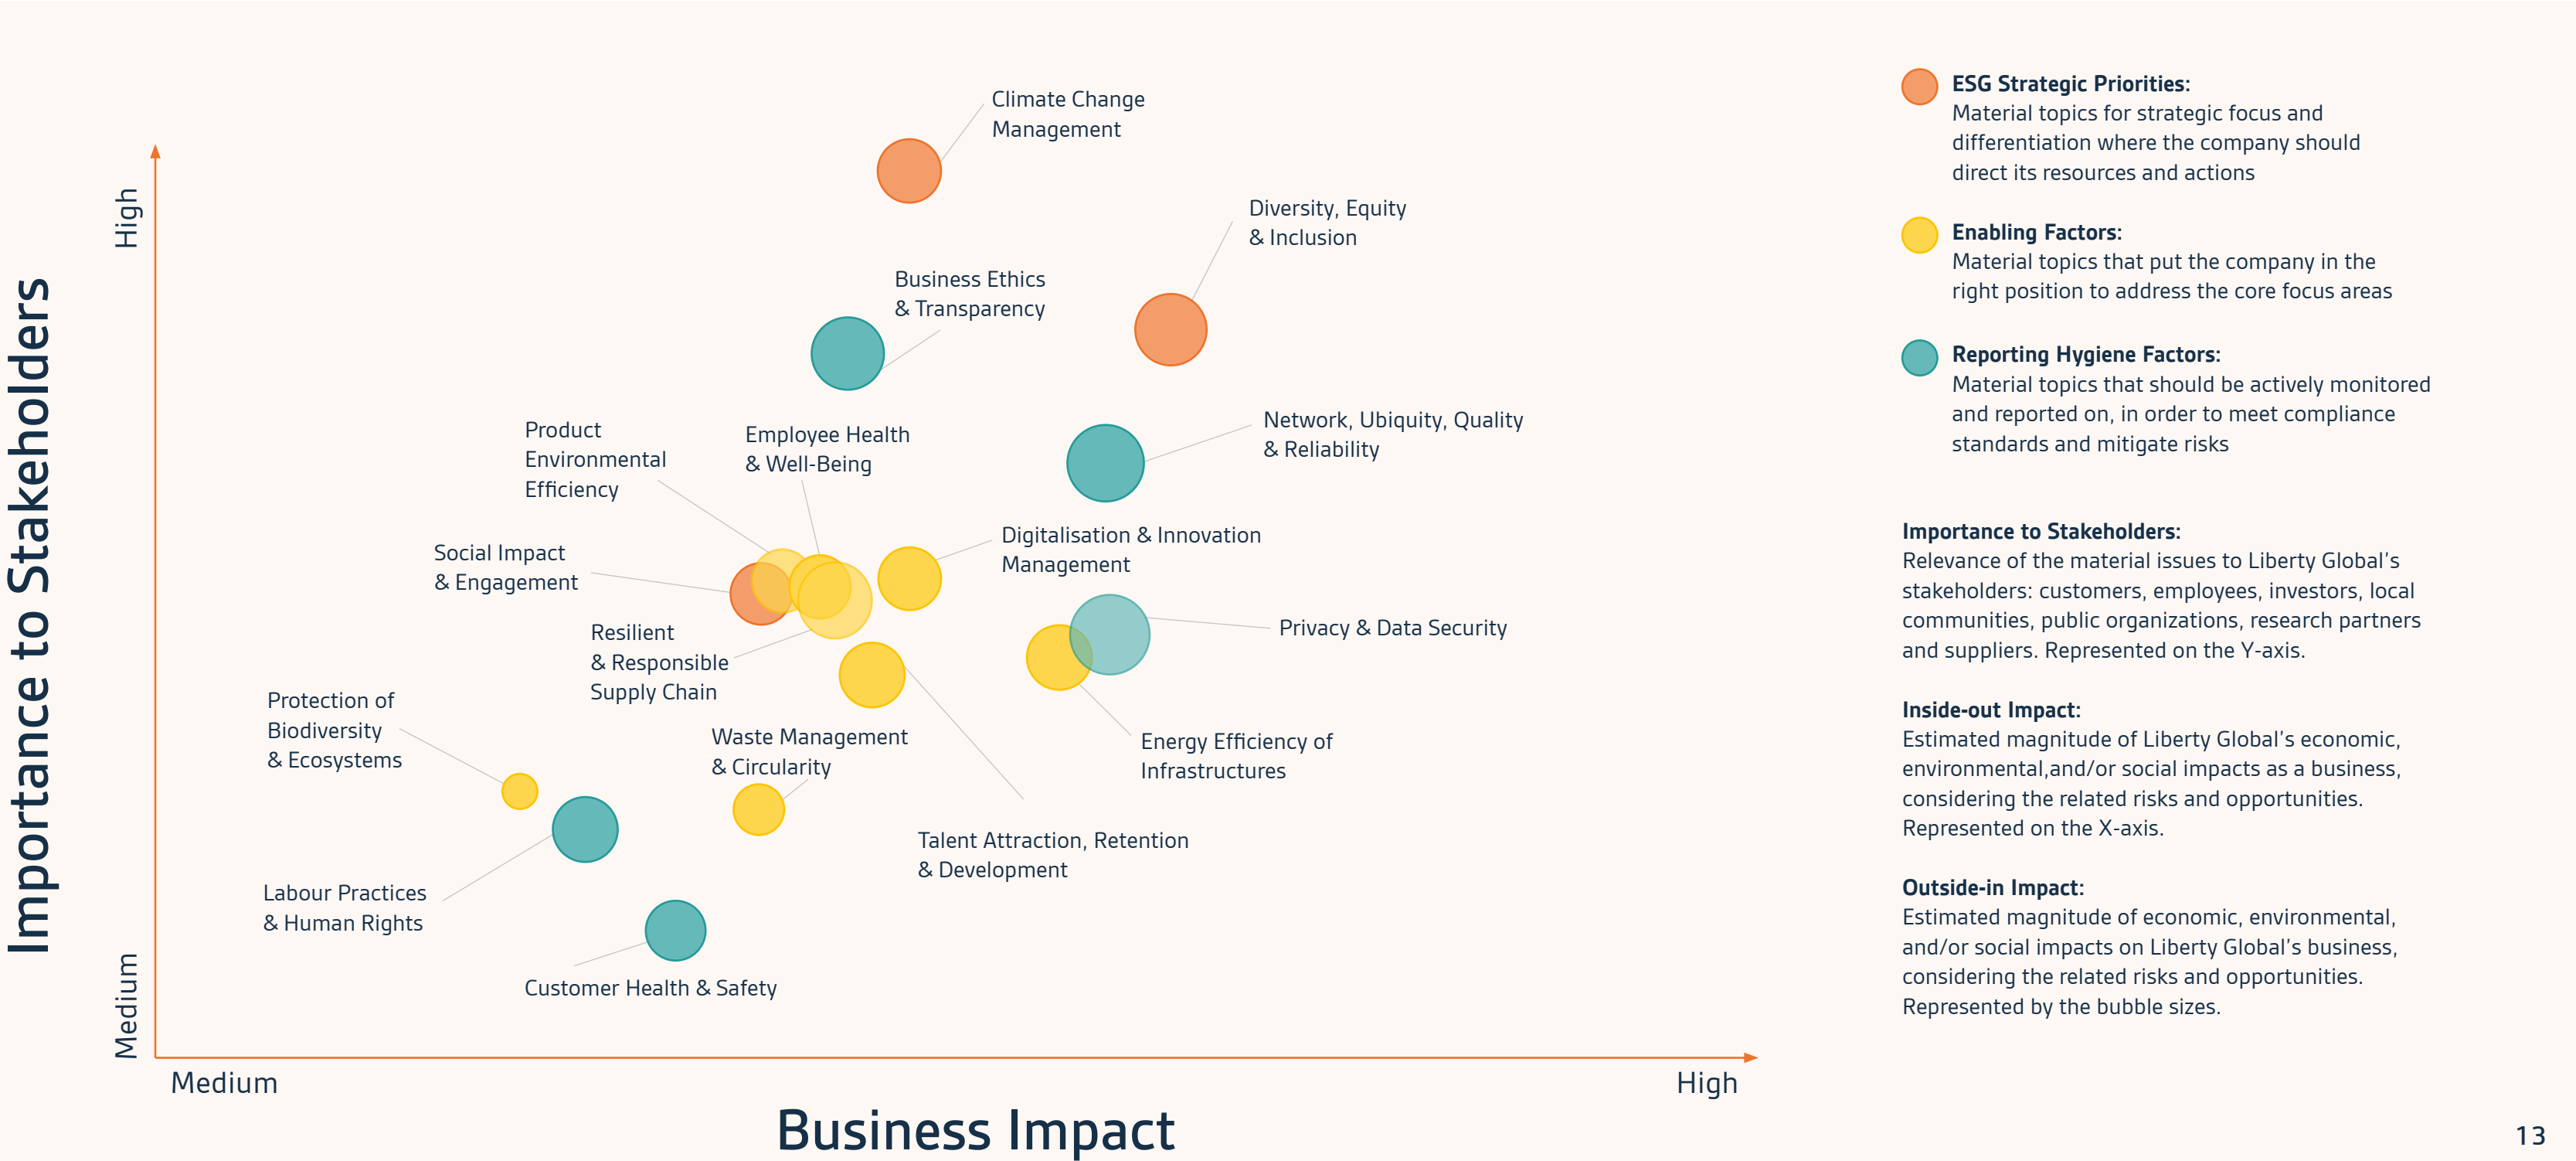 Climate Change
Management
Diversity, Equity
& Inclusion
Business Ethics
& Transparency
Network, Ubiquity, Quality
& Reliability
Product
Environmental
Efficiency
Employee Health
& Well-Being
Digitalisation & Innovation
Management
Social Impact
& Engagement
Resilient
& Responsible
Supply Chain
Privacy & Data Security
Protection of
Biodiversity
& Ecosystems
Waste Management
& Circularity
Energy Efficiency of
Infrastructures
Talent Attraction, Retention
& Development
Labour Practices
& Human Rights
Customer Health & Safety
High
Importance to Stakeholders
Medium
Medium
High
Business Impact
ESG Strategic Priorities:
Material topics for strategic focus and
differentiation where the company should
direct its resources and actions
Enabling Factors:
Material topics that put the company in the
right position to address the core focus areas
Reporting Hygiene Factors:
Material topics that should be actively monitored
and reported on, in order to meet compliance
standards and mitigate risks
Importance to Stakeholders:
Relevance of the material issues to Liberty Global’s
stakeholders: customers, employees, investors, local
communities, public organizations, research partners
and suppliers. Represented on the Y-axis.
Inside-out Impact:
Estimated magnitude of Liberty Global’s economic,
environmental,and/or social impacts as a business,
considering the related risks and opportunities.
Represented on the X-axis.
Outside-in Impact:
Estimated magnitude of economic, environmental,
and/or social impacts on Liberty Global’s business,
considering the related risks and opportunities.
Represented by the bubble sizes.
13